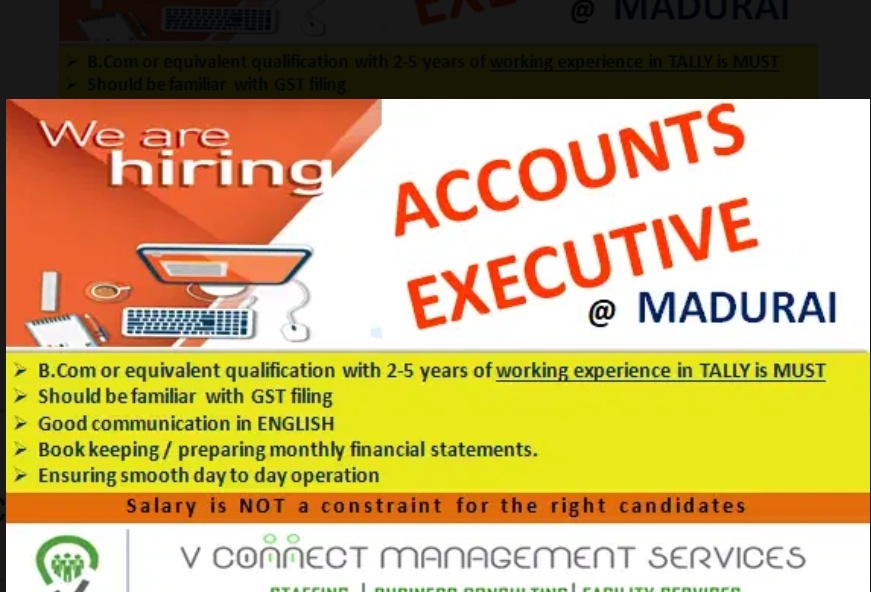 EXE
@ MADURAI
➢ B.Com or equivalent qualification with 2-5 years of working experience in TALLY is MUST
➢ Should be familiar with GST filing
We are
hiring
ACCOUNTS
EXECUTIVE
@ MADURAI
➢ B.Com or equivalent qualification with 2-5 years of working experience in TALLY is MUST
➢ Should be familiar with GST filing
➢ Good communication in ENGLISH
➢ Book keeping / preparing monthly financial statements.
➢ Ensuring smooth day to day operation
Salary is NOT a constraint for the right candidates
V CONNECT MANAGEMENT SERVICES
STAFFING | BUSINESS CONSULTING | FACILITY SERVICES